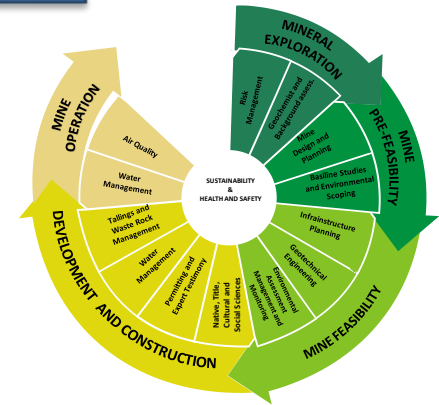 MINERAL
EXPLORATION
Risk
Management
Geochemist and
Background assess.
MINE
PRE-FEASIBILITY
Mine
Design and
Planning
Basiline Studies
and Environmental
Scoping
MINE FEASIBILITY
Infrainstructure
Planning
Geotechnical
Engineering
Environmental
Assessment
Management and
Monitoring
DEVELOPMENT AND CONSTRUCTION
Native, Title,
Cultural and
Social Sciences
Permitting and
Expert Testimony
Water
Management
Tallings and
Waste Rock
Management
MINE
OPERATION
Water
Management
Air Quality
SUSTAINABILITY
&
HEALTH AND SAFETY